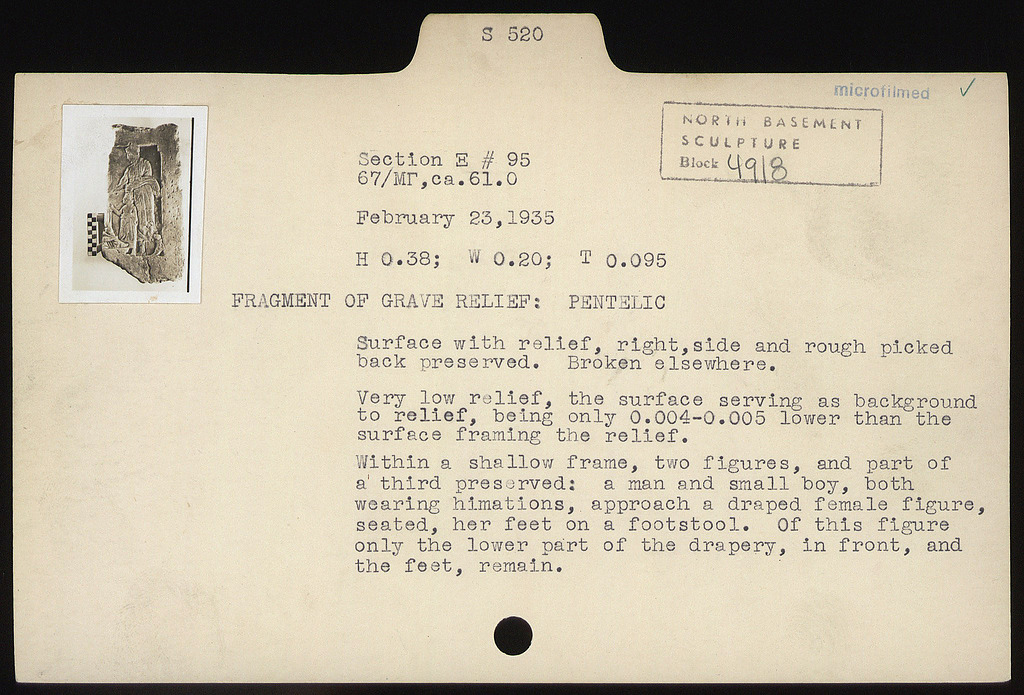 S 520
microfilmed ✓
NORTH BASEMENT
SCULPTURE
Block 4918
Section E # 95
67/ΜΓ,ca.61.0
February 23,1935
H 0.38; W 0.20; T 0.095
FRAGMENT OF GRAVE RELIEF: PENTELIC
Surface with relief, right,side and rough picked
back preserved. Broken elsewhere.
Very low relief, the surface serving as background
to relief, being only 0.004-0.005 lower than the
surface framing the relief.
Within a shallow frame, two figures, and part of
a' third preserved: a man and small boy, both
wearing himations, approach a draped female figure,
seated, her feet on a footstool. Of this figure
only the lower part of the drapery, in front, and
the feet, remain.